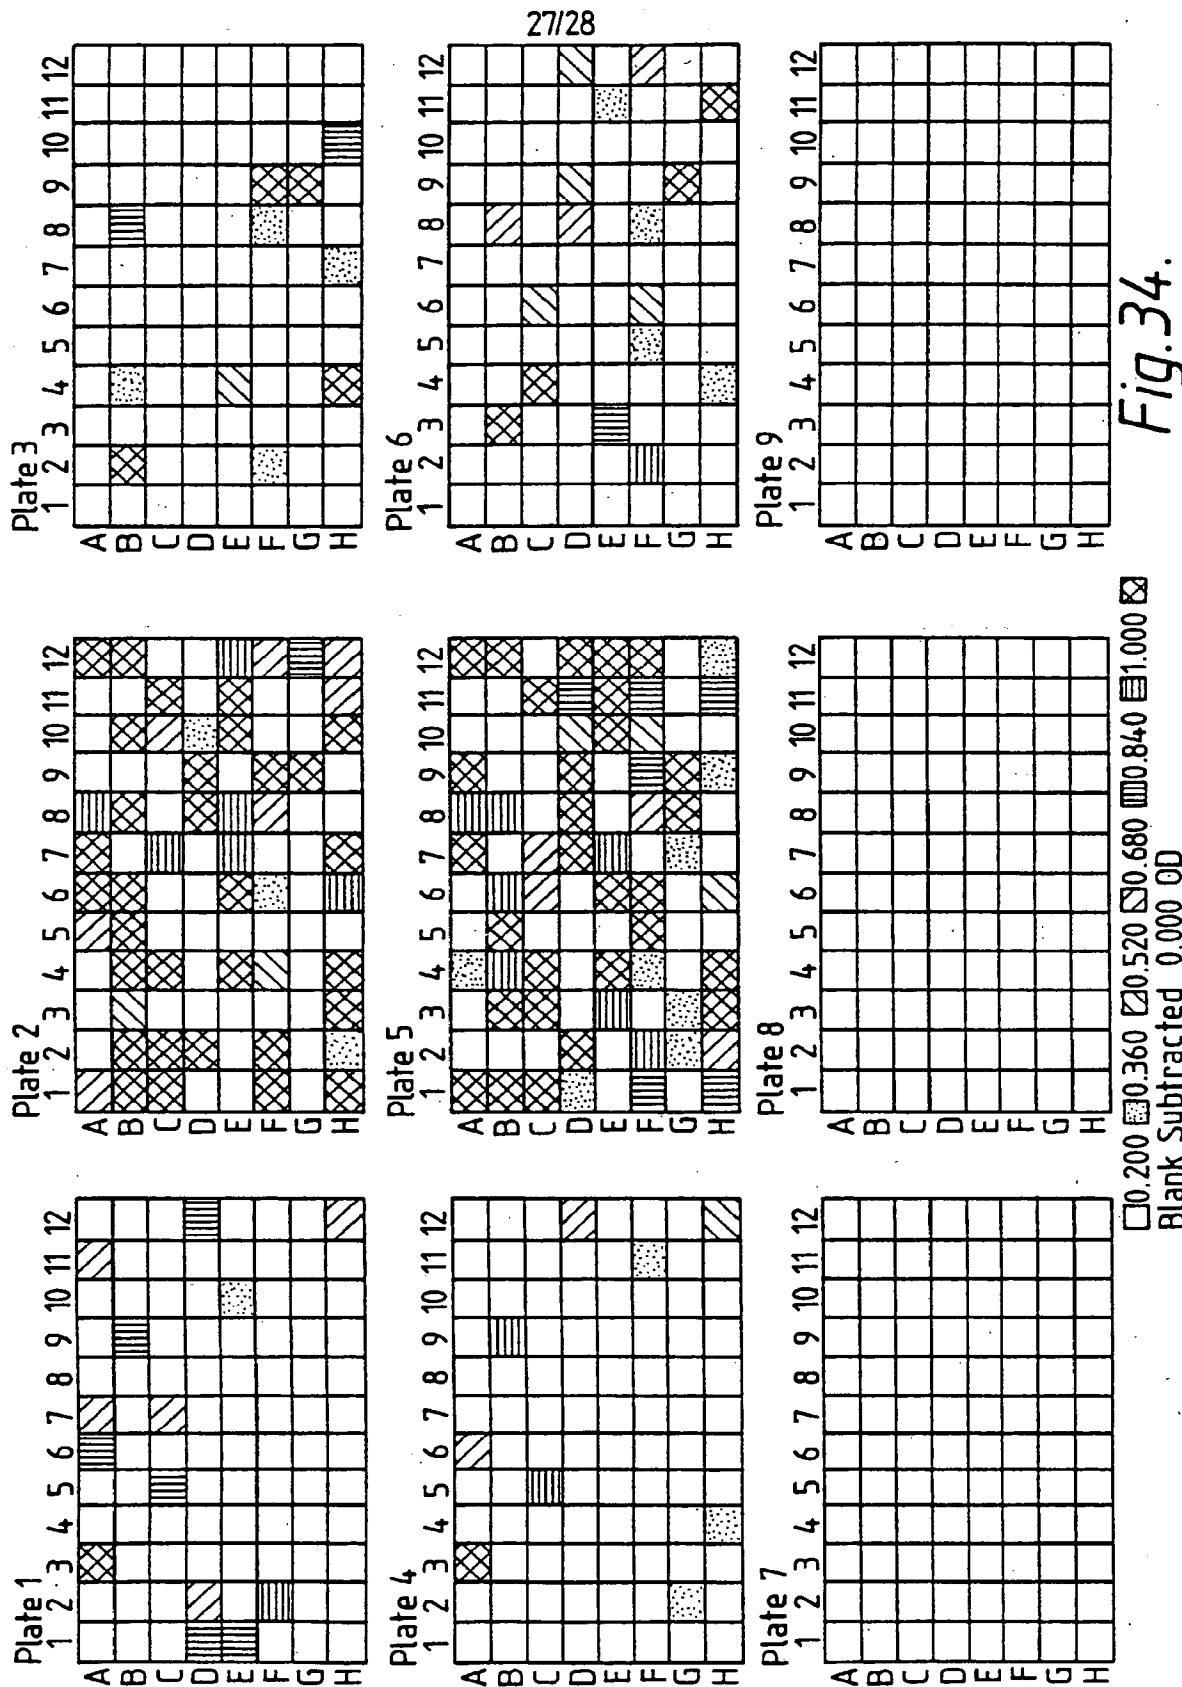 27/28
Plate 1
1 2 3 4 5 6 7 8 9 10 11 12
A
B
C
D
E
F
G
H
Plate 2
1 2 3 4 5 6 7 8 9 10 11 12
A
B
C
D
E
F
G
H
Plate 3
1 2 3 4 5 6 7 8 9 10 11 12
A
B
C
D
E
F
G
H
Plate 4
1 2 3 4 5 6 7 8 9 10 11 12
A
B
C
D
E
F
G
H
Plate 5
1 2 3 4 5 6 7 8 9 10 11 12
A
B
C
D
E
F
G
H
Plate 6
1 2 3 4 5 6 7 8 9 10 11 12
A
B
C
D
E
F
G
H
Plate 7
1 2 3 4 5 6 7 8 9 10 11 12
A
B
C
D
E
F
G
H
Plate 8
1 2 3 4 5 6 7 8 9 10 11 12
A
B
C
D
E
F
G
H
Plate 9
1 2 3 4 5 6 7 8 9 10 11 12
A
B
C
D
E
F
G
H
0.200 0.360 0.520 0.680 0.840 1.000
Blank Subtracted 0.000 OD
Fig.34.